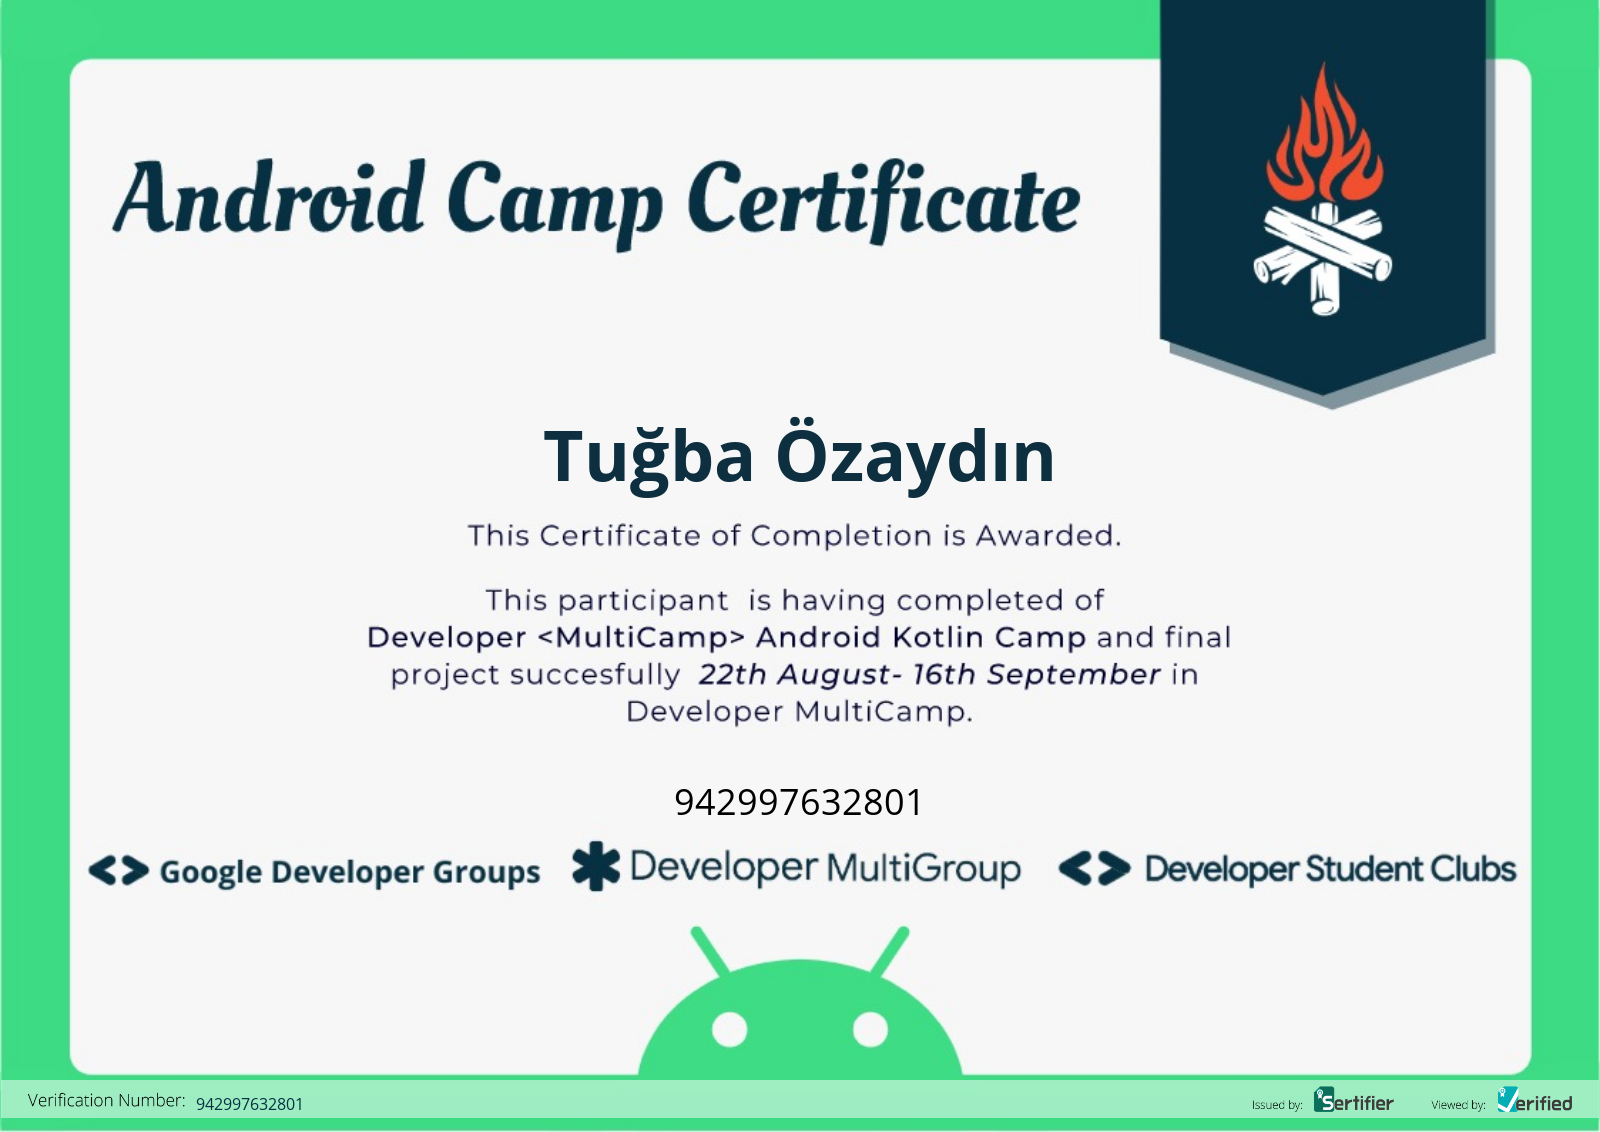 Android Camp Certificate
Tuğba Özaydın
This Certificate of Completion is Awarded.
This participant is having completed of
Developer <MultiCamp> Android Kotlin Camp and final
project succesfully 22th August- 16th September in
Developer MultiCamp.
942997632801
Google Developer Groups
Developer MultiGroup
Developer Student Clubs
Verification Number: 942997632801
Issued by: Sertifier
Viewed by: Verified